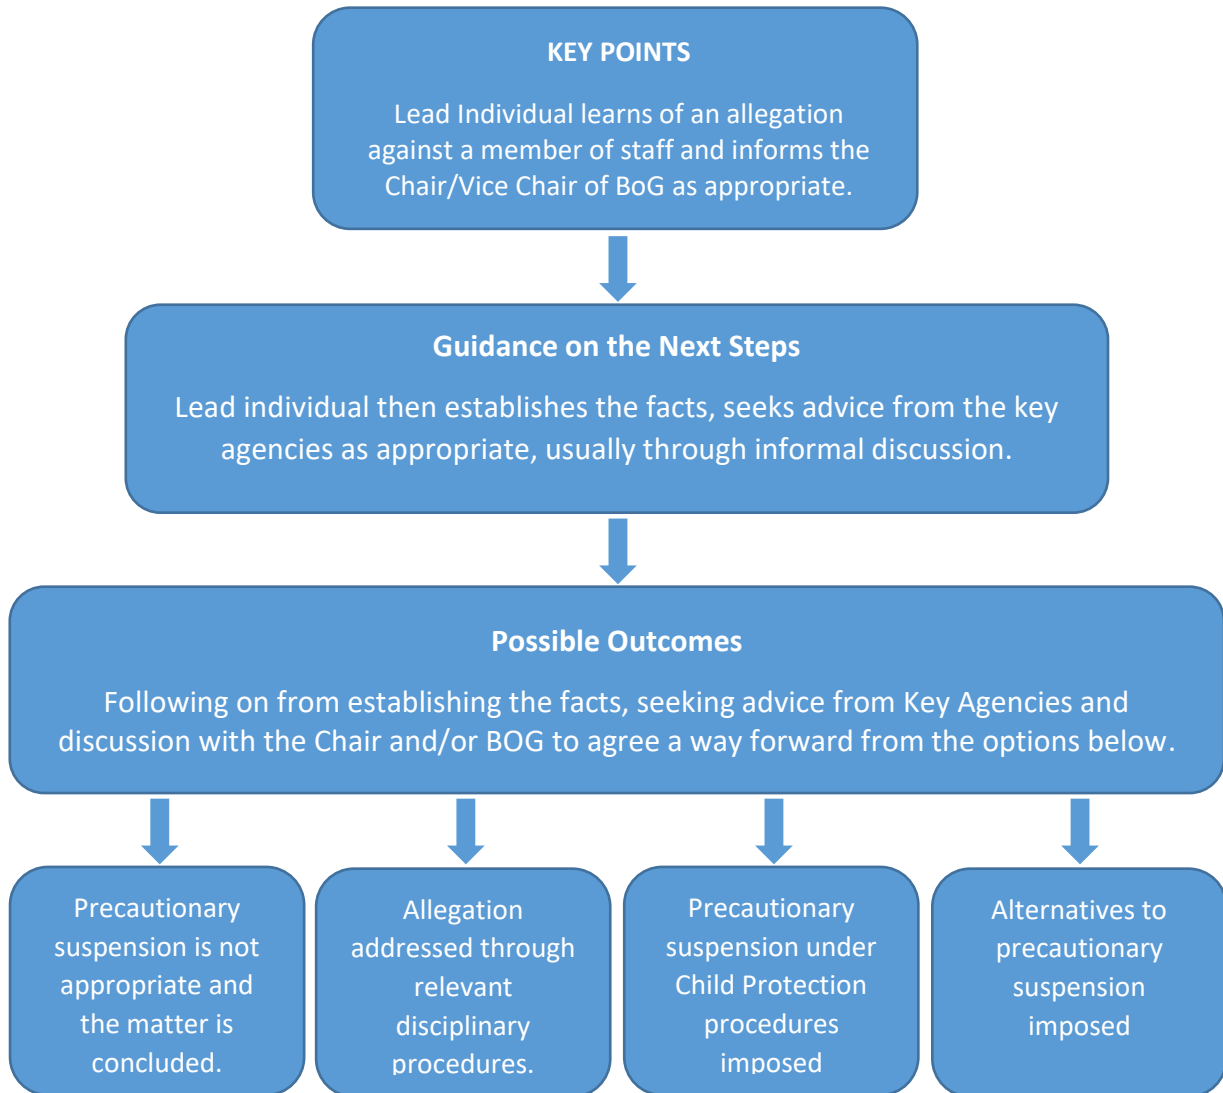 KEY POINTS
Lead Individual learns of an allegation
against a member of staff and informs the
Chair/Vice Chair of BoG as appropriate.
Guidance on the Next Steps
Lead individual then establishes the facts, seeks advice from the key
agencies as appropriate, usually through informal discussion.
Possible Outcomes
Following on from establishing the facts, seeking advice from Key Agencies and
discussion with the Chair and/or BOG to agree a way forward from the options below.
Precautionary
suspension is not
appropriate and
the matter is
concluded.
Allegation
addressed through
relevant
disciplinary
procedures.
Precautionary
suspension under
Child Protection
procedures
imposed
Alternatives to
precautionary
suspension
imposed